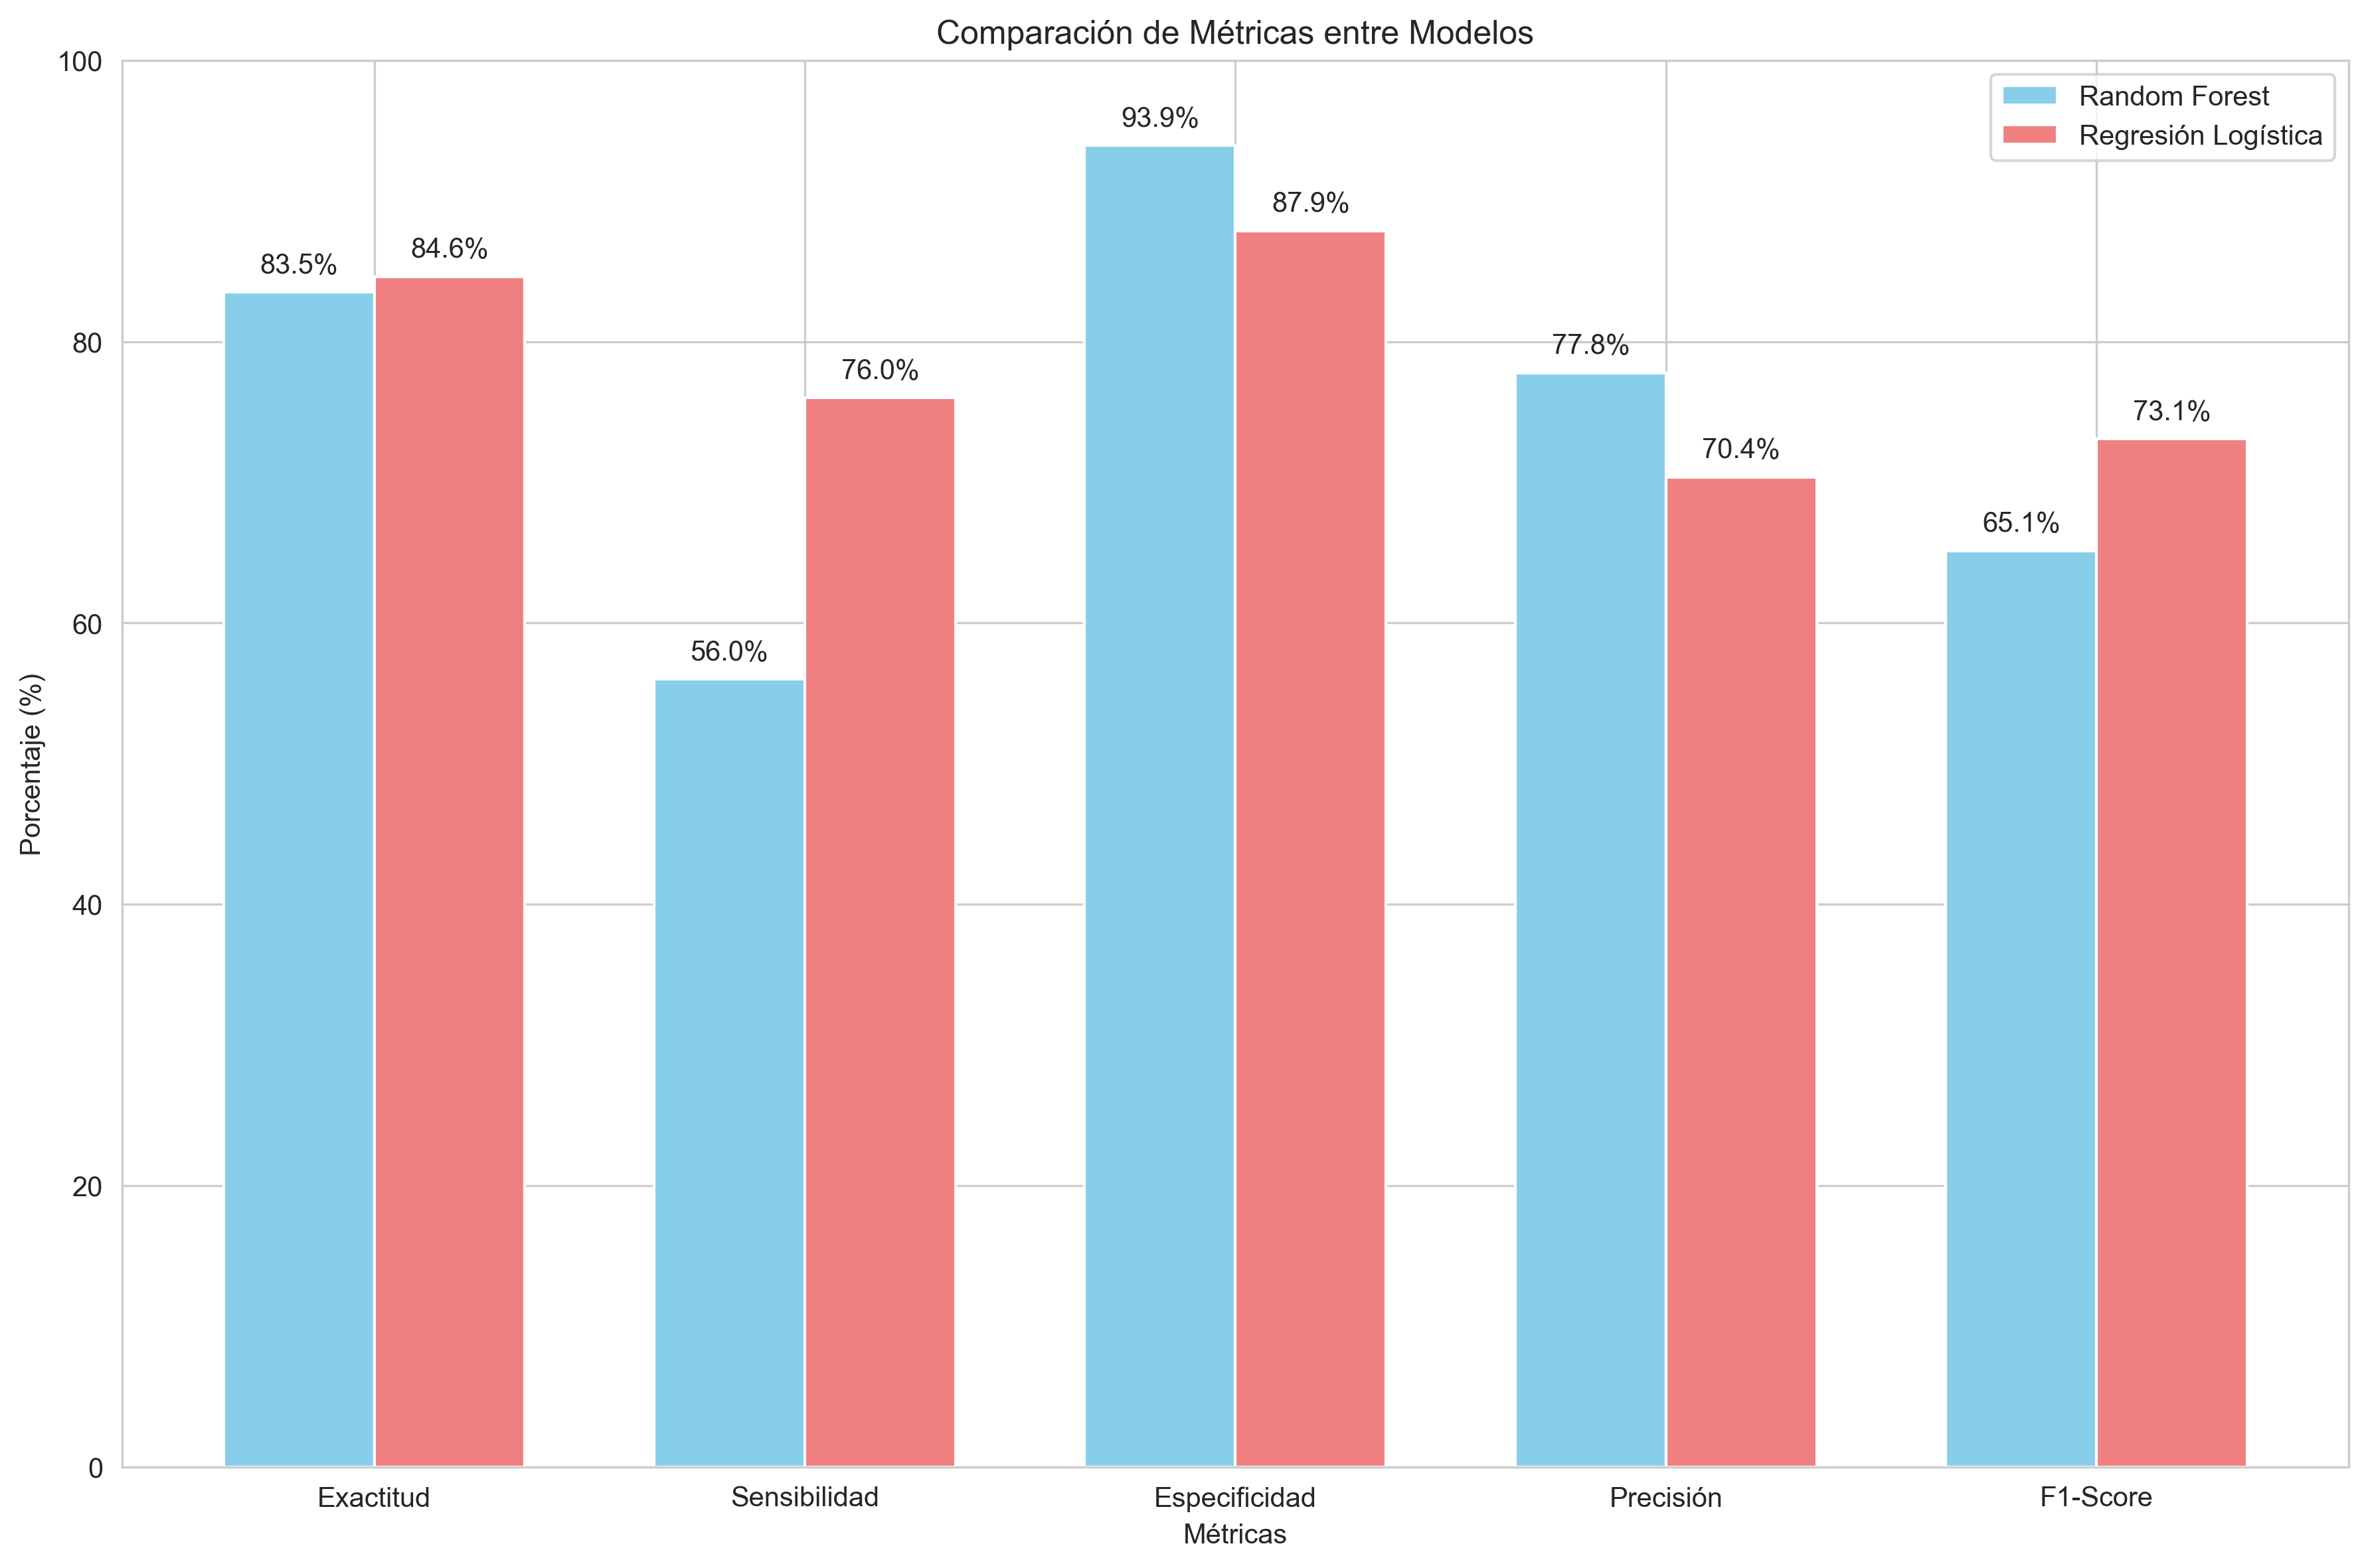 Comparación de Métricas entre Modelos
Random Forest
Regresión Logística
Porcentaje (%)
100
80
60
40
20
0
83.5%
84.6%
56.0%
76.0%
93.9%
87.9%
77.8%
70.4%
65.1%
73.1%
Exactitud
Sensibilidad
Especificidad
Precisión
F1-Score
Métricas